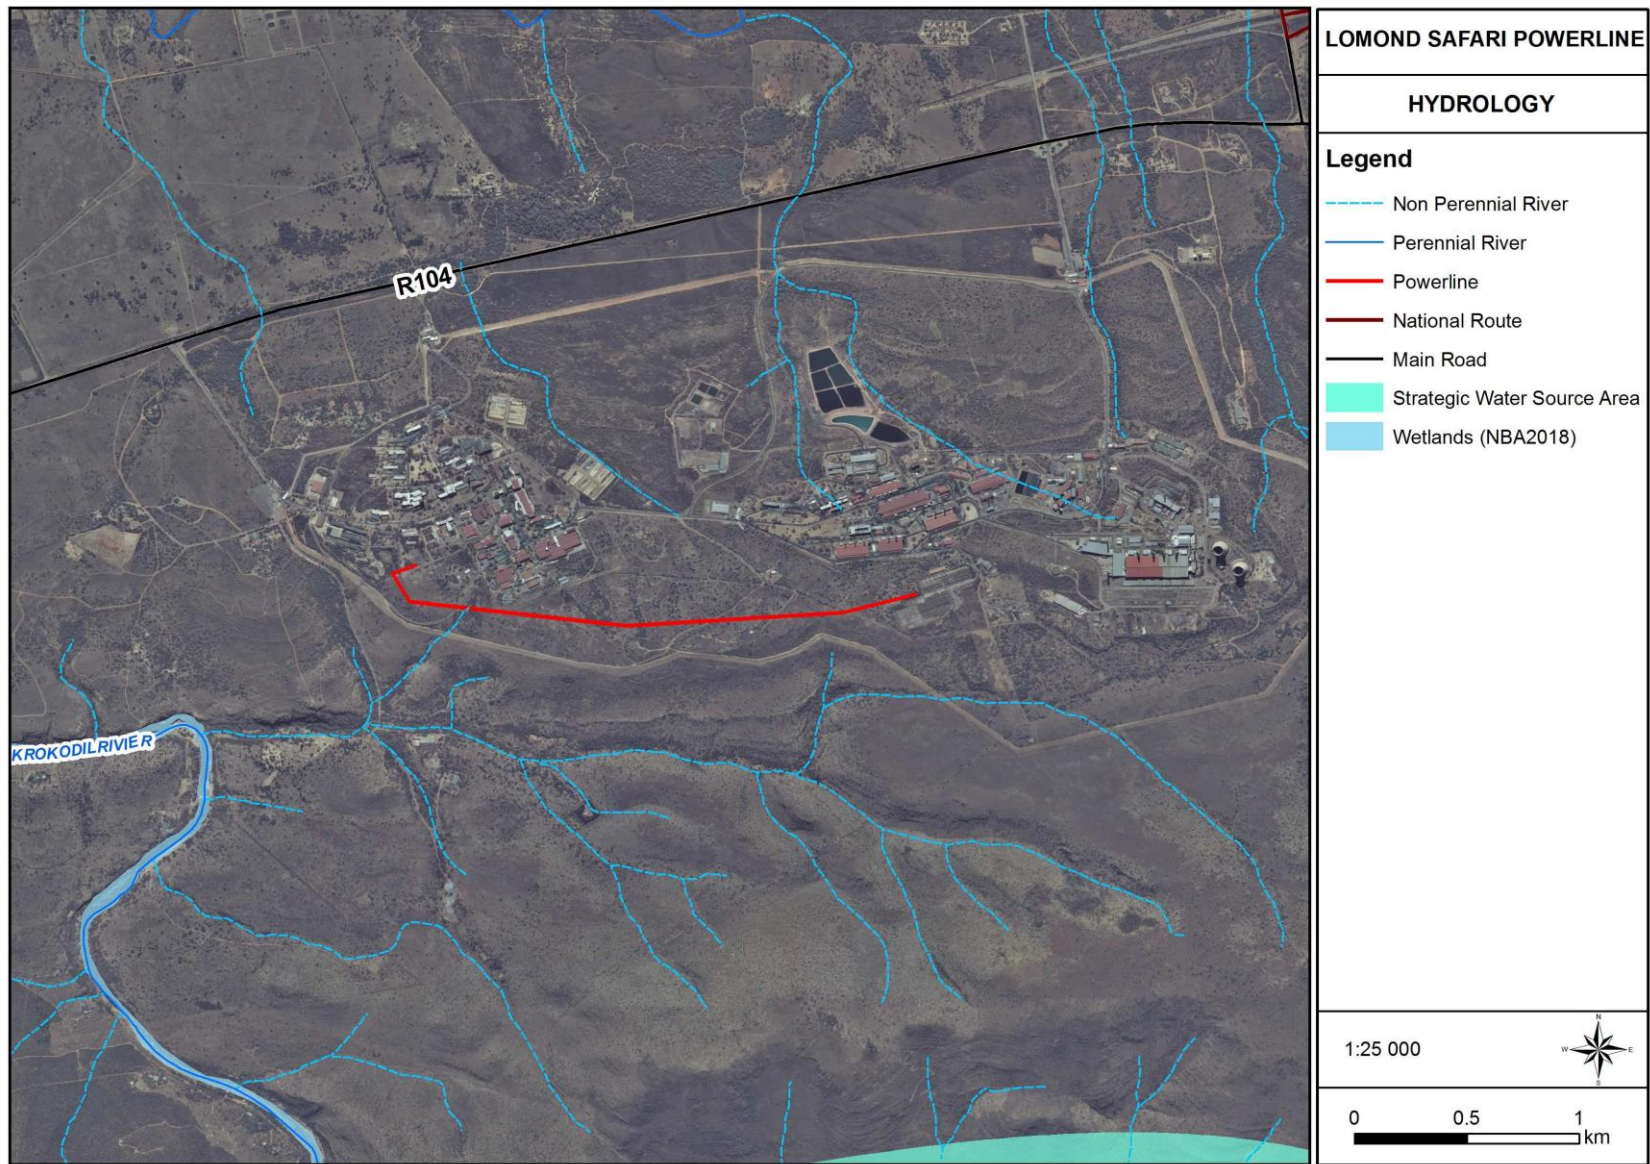 LOMOND SAFARI POWERLINE
HYDROLOGY
Legend
Non Perennial River
Perennial River
Powerline
National Route
Main Road
Strategic Water Source Area
Wetlands (NBA2018)
R104
KROKODILRIVIER
1:25 000
N
W
E
S
0 0.5 1
km